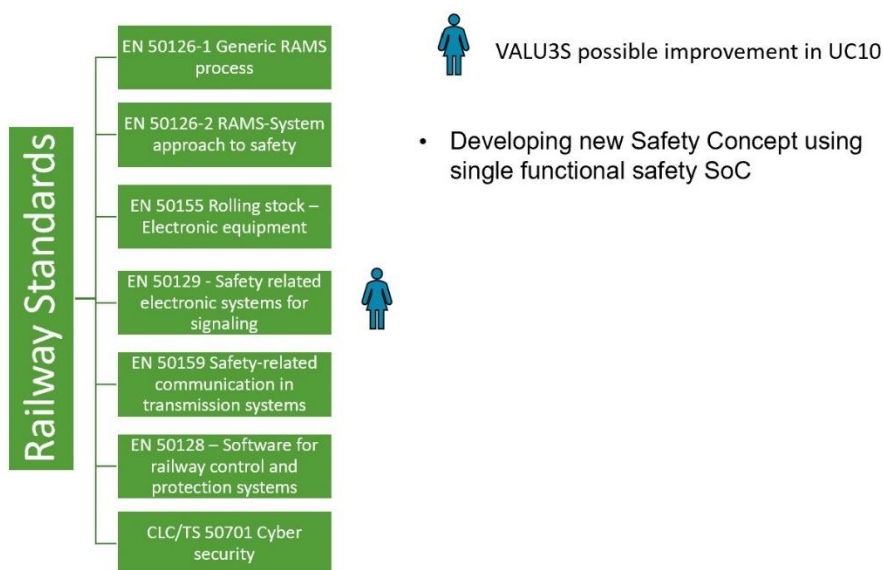 Railway Standards
EN 50126-1 Generic RAMS
process
EN 50126-2 RAMS-System
approach to safety
EN 50155 Rolling stock –
Electronic equipment
EN 50129 - Safety related
electronic systems for
signaling
EN 50159 Safety-related
communication in
transmission systems
EN 50128 – Software for
railway control and
protection systems
CLC/TS 50701 Cyber
security
VALU3S possible improvement in UC10
• Developing new Safety Concept using
single functional safety SoC